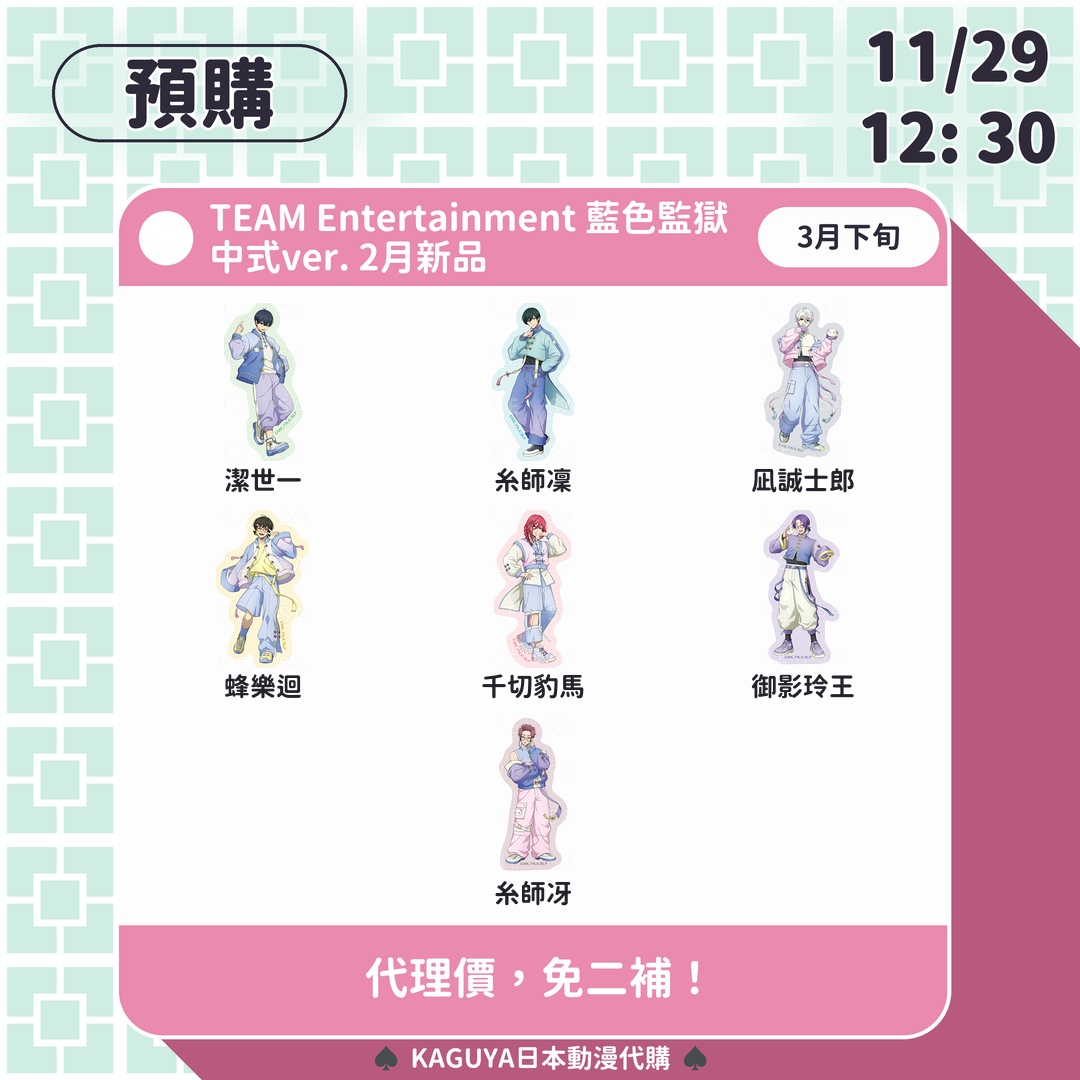 預購
11/29
12: 30
TEAM Entertainment 藍色監獄
中式ver. 2月新品
3月下旬
潔世一
糸師凜
凪誠士郎
蜂樂迴
千切豹馬
御影玲王
糸師冴
代理價，免二補！
♠ KAGUYA日本動漫代購 ♠